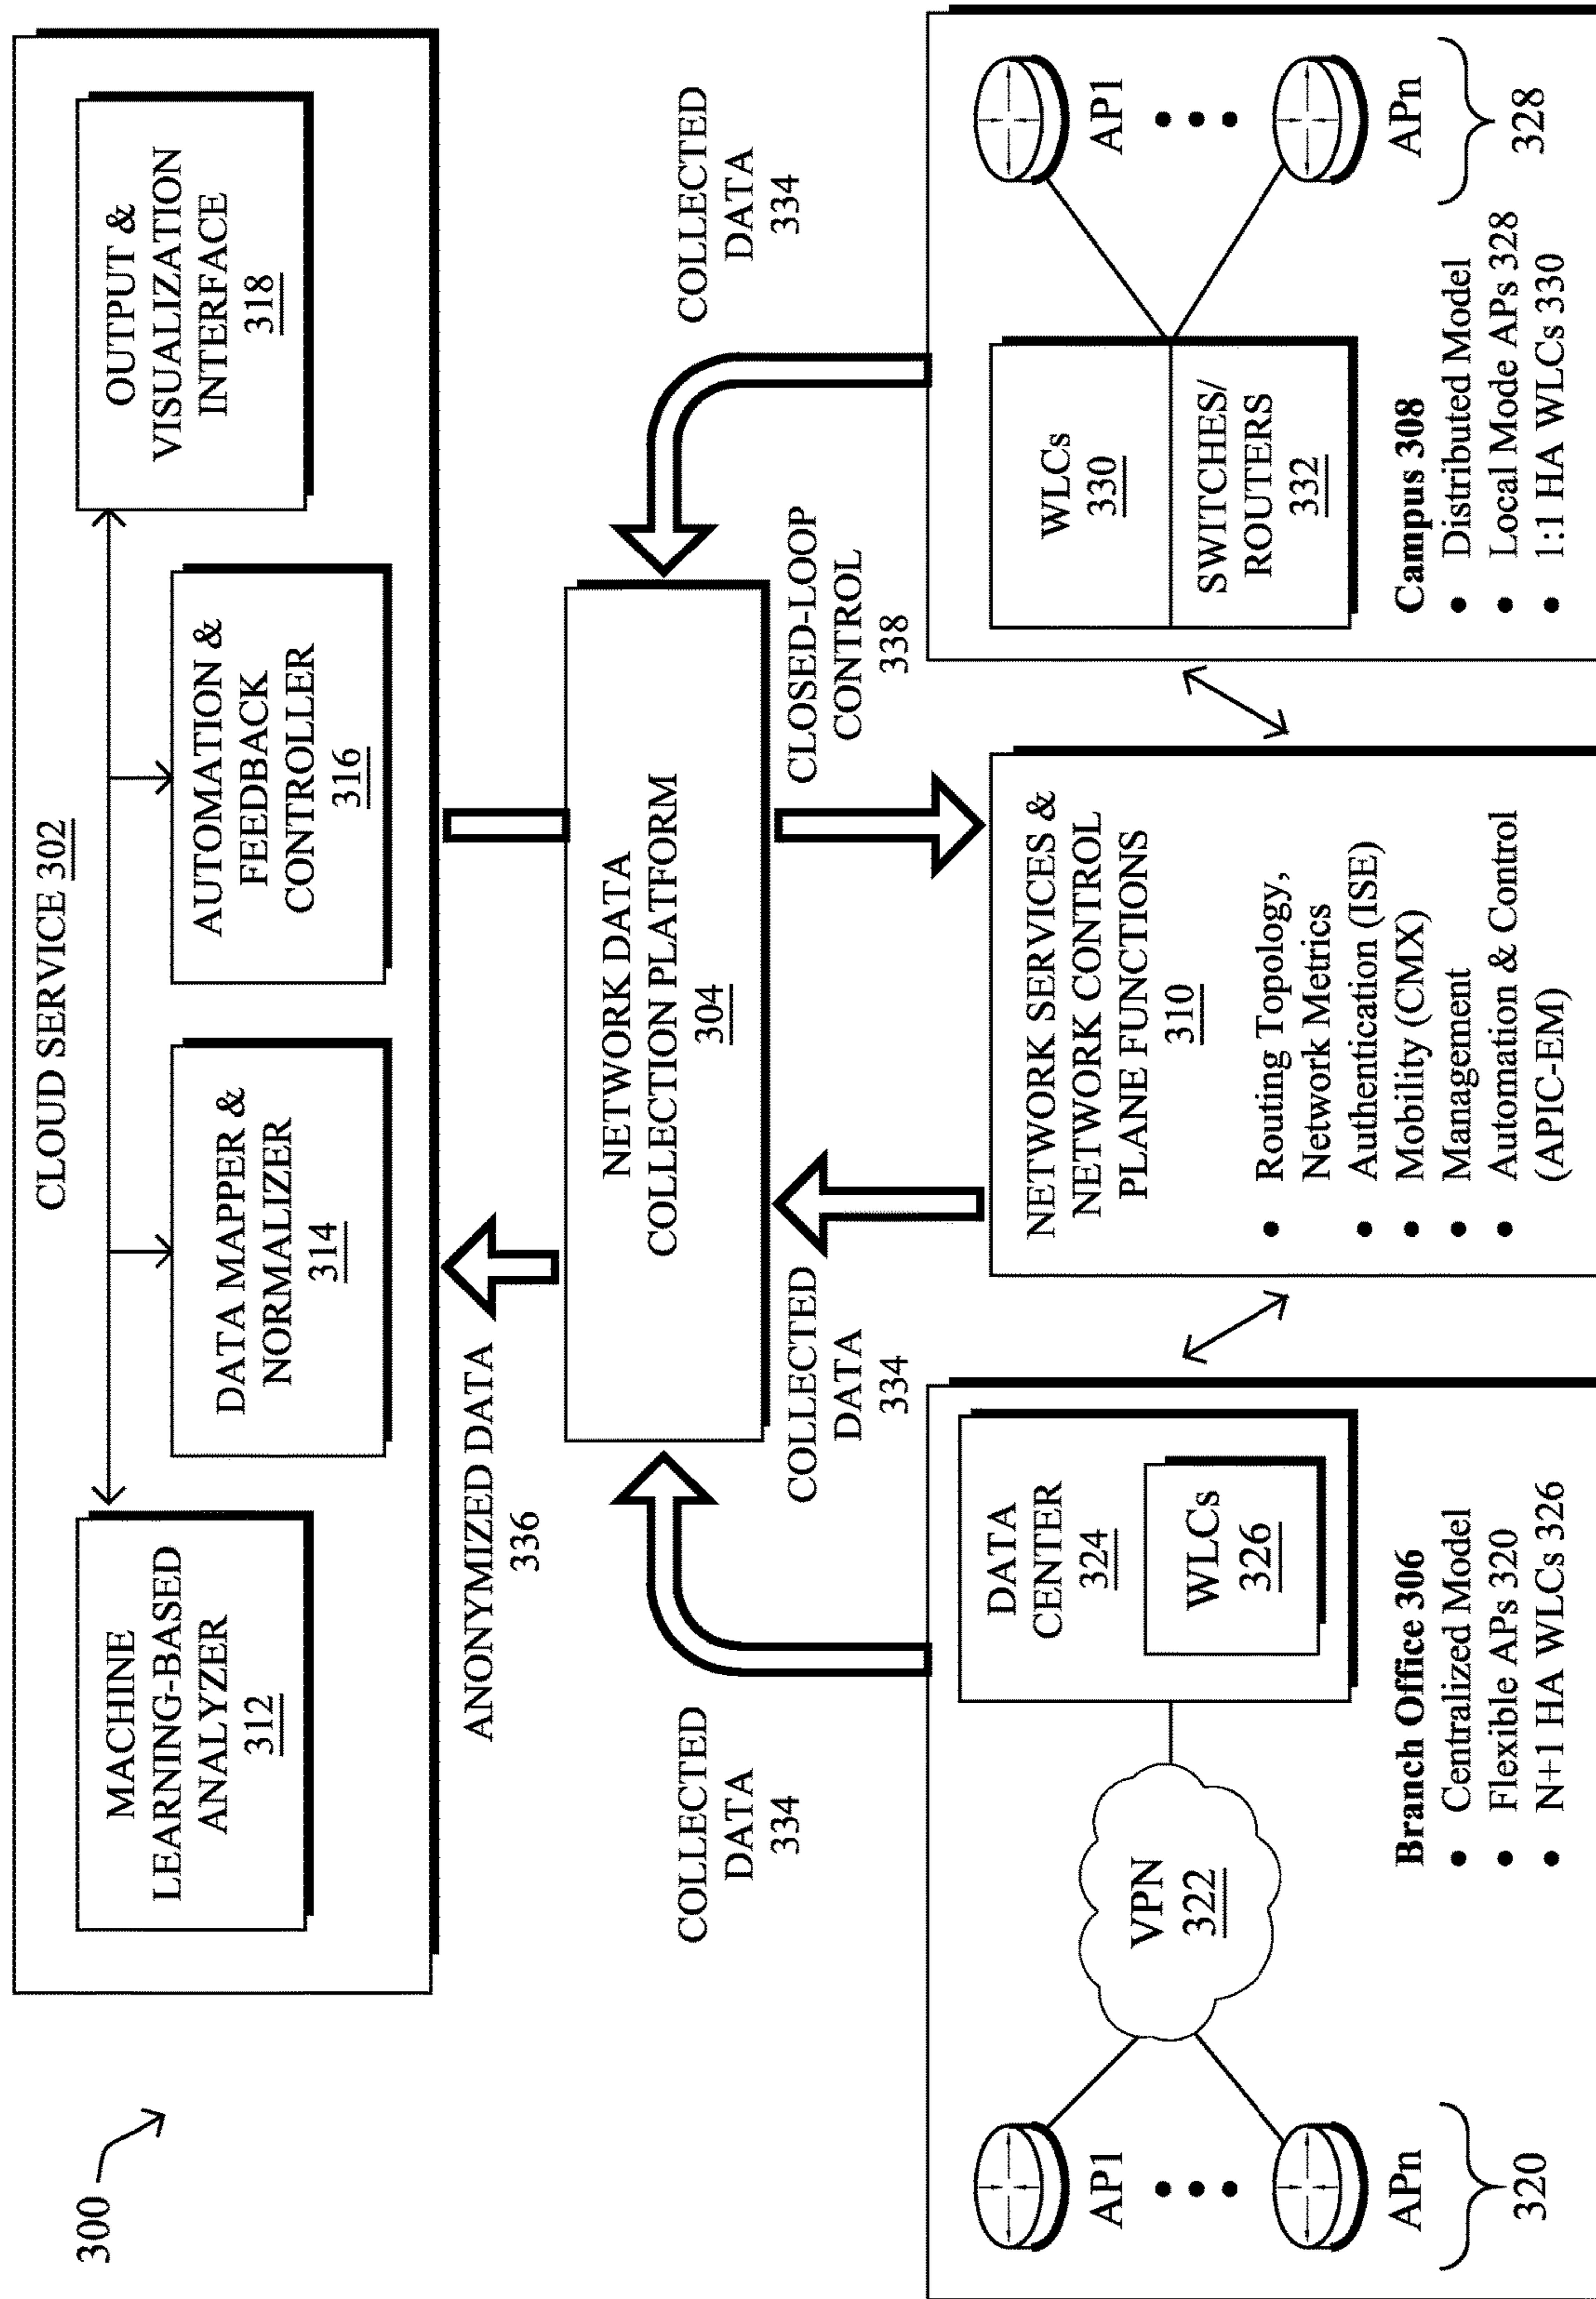 300
CLOUD SERVICE 302
MACHINE
LEARNING-BASED
ANALYZER
312
DATA MAPPER &
NORMALIZER
314
AUTOMATION &
FEEDBACK
CONTROLLER
316
OUTPUT &
VISUALIZATION
INTERFACE
318
ANONYMIZED DATA
336
COLLECTED
DATA
334
NETWORK DATA
COLLECTION PLATFORM
304
COLLECTED
DATA
334
COLLECTED
DATA
334
CLOSED-LOOP
CONTROL
338
AP1
APn
320
VPN
322
DATA
CENTER
324
WLCs
326
Branch Office 306
• Centralized Model
• Flexible APs 320
• N+1 HA WLCs 326
NETWORK SERVICES &
NETWORK CONTROL
PLANE FUNCTIONS
310
• Routing Topology,
Network Metrics
• Authentication (ISE)
• Mobility (CMX)
• Management
• Automation & Control
(APIC-EM)
WLCs
330
SWITCHES/
ROUTERS
332
AP1
APn
328
Campus 308
• Distributed Model
• Local Mode APs 328
• 1:1 HA WLCs 330